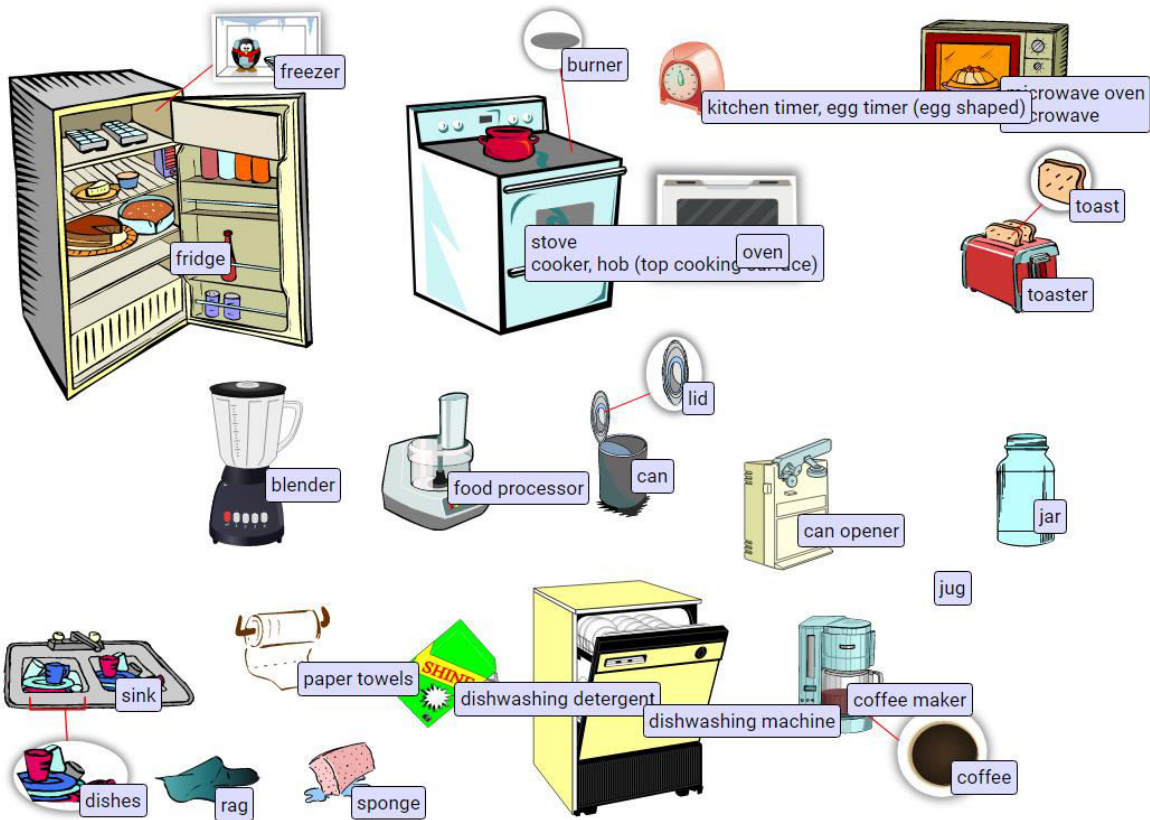 freezer
burner
kitchen timer, egg timer (egg shaped)
microwave oven
microwave
toast
stove
cooker, hob (top cooking surface)
oven
fridge
toaster
lid
blender
food processor
can
can opener
jar
jug
sink
paper towels
SHINE
dishwashing detergent
dishwashing machine
coffee maker
dishes
rag
sponge
coffee